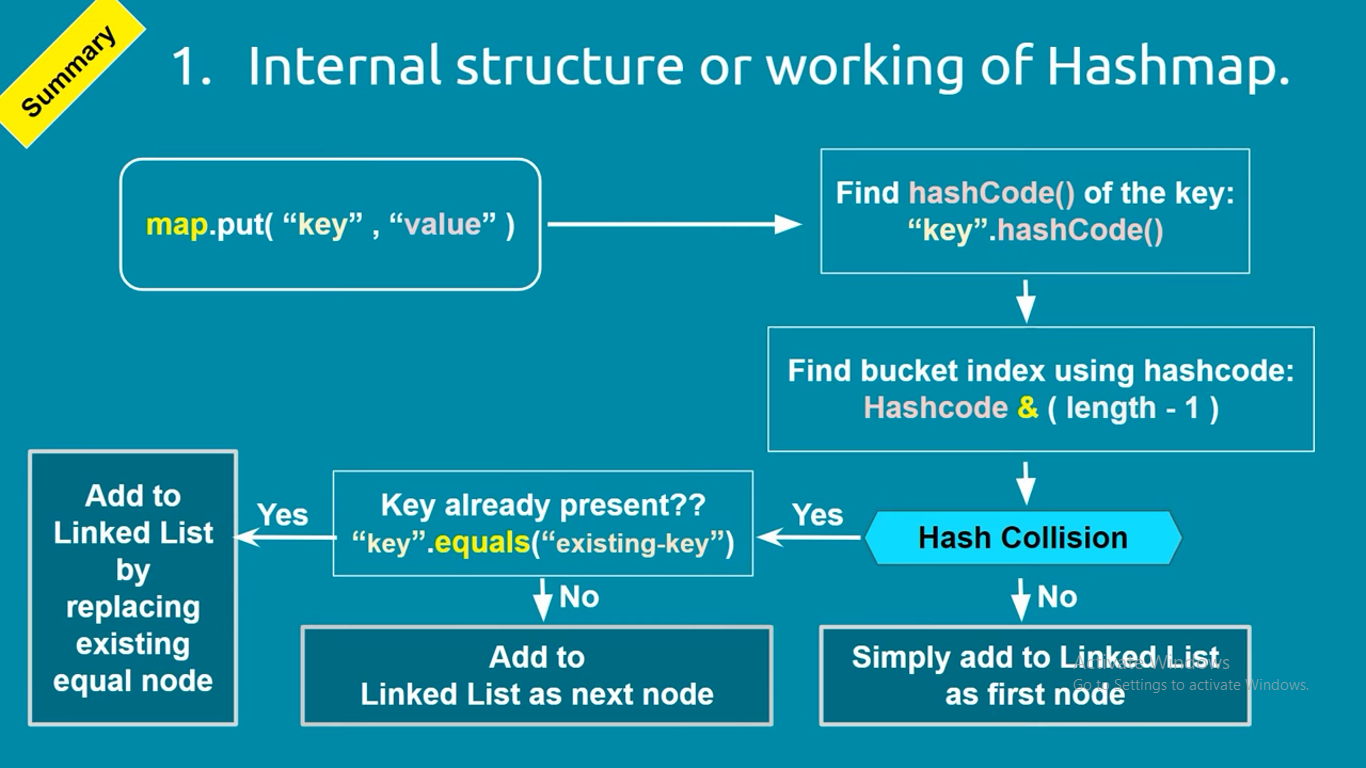 Summary
1. Internal structure or working of Hashmap.
map.put( “key” , “value” )
Find hashCode() of the key:
“key”.hashCode()
Find bucket index using hashcode:
Hashcode & ( length - 1 )
Hash Collision
Yes
Key already present??
“key”.equals(“existing-key”)
Yes
Add to
Linked List
by
replacing
existing
equal node
No
Add to
Linked List as next node
No
Simply add to Linked List
as first node
Activate Windows
Go to Settings to activate Windows.